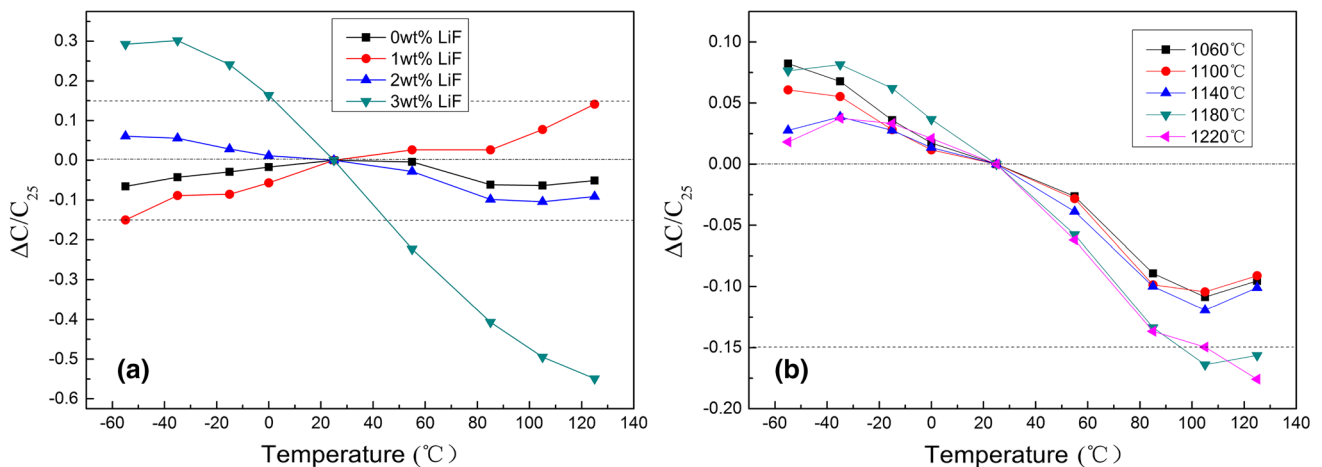 0.3
0.2
0.1
0.0
-0.1
-0.2
-0.3
-0.4
-0.5
-0.6
ΔC/C25
0wt% LiF
1wt% LiF
2wt% LiF
3wt% LiF
(a)
-60 -40 -20 0 20 40 60 80 100 120 140
Temperature (℃)
0.10
0.05
0.00
-0.05
-0.10
-0.15
-0.20
ΔC/C25
1060℃
1100℃
1140℃
1180℃
1220℃
(b)
-60 -40 -20 0 20 40 60 80 100 120 140
Temperature (℃)